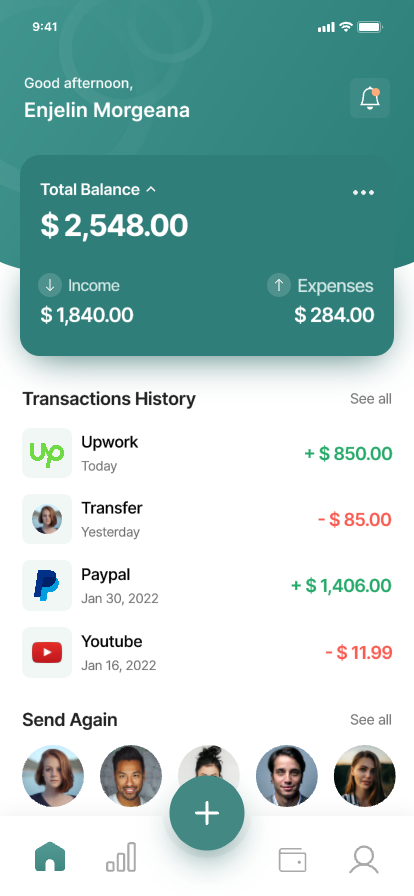 9:41
Good afternoon,
Enjelin Morgeana
Total Balance
$ 2,548.00
Income
Expenses
$ 1,840.00
$ 284.00
Transactions History
See all
up
Upwork
Today
+ $ 850.00
Transfer
Yesterday
- $ 85.00
Paypal
Jan 30, 2022
+ $ 1,406.00
Youtube
Jan 16, 2022
- $ 11.99
Send Again
See all